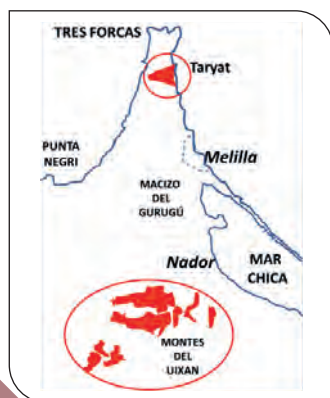 TRES FORCAS
Taryat
PUNTA
NEGRI
Melilla
MACIZO
DEL
GURUGÚ
Nador
MAR
CHICA
MONTES
DEL
UIXAN